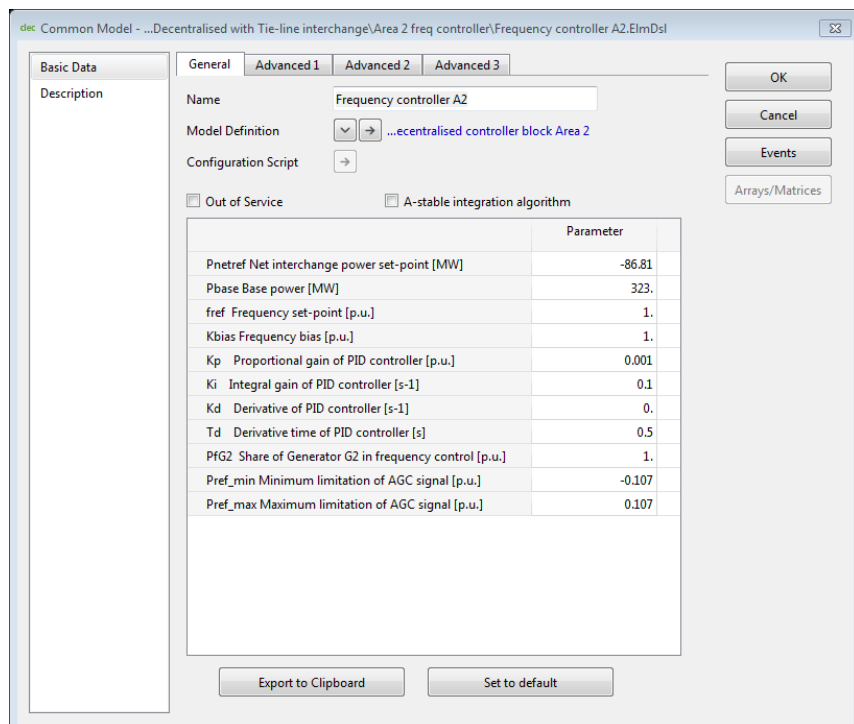 dec Common Model - ...Decentralised with Tie-line interchange\Area 2 freq controller\Frequency controller A2.ElmDsl
Basic Data
Description
General Advanced 1 Advanced 2 Advanced 3
Name Frequency controller A2
Model Definition ...ecentralised controller block Area 2
Configuration Script
Out of Service A-stable integration algorithm
Parameter
Pnetref Net interchange power set-point [MW] -86.81
Pbase Base power [MW] 323.
fref Frequency set-point [p.u.] 1.
Kbias Frequency bias [p.u.] 1.
Kp Proportional gain of PID controller [p.u.] 0.001
Ki Integral gain of PID controller [s-1] 0.1
Kd Derivative of PID controller [s-1] 0.
Td Derivative time of PID controller [s] 0.5
PfG2 Share of Generator G2 in frequency control [p.u.] 1.
Pref_min Minimum limitation of AGC signal [p.u.] -0.107
Pref_max Maximum limitation of AGC signal [p.u.] 0.107
Export to Clipboard Set to default
OK
Cancel
Events
Arrays/Matrices